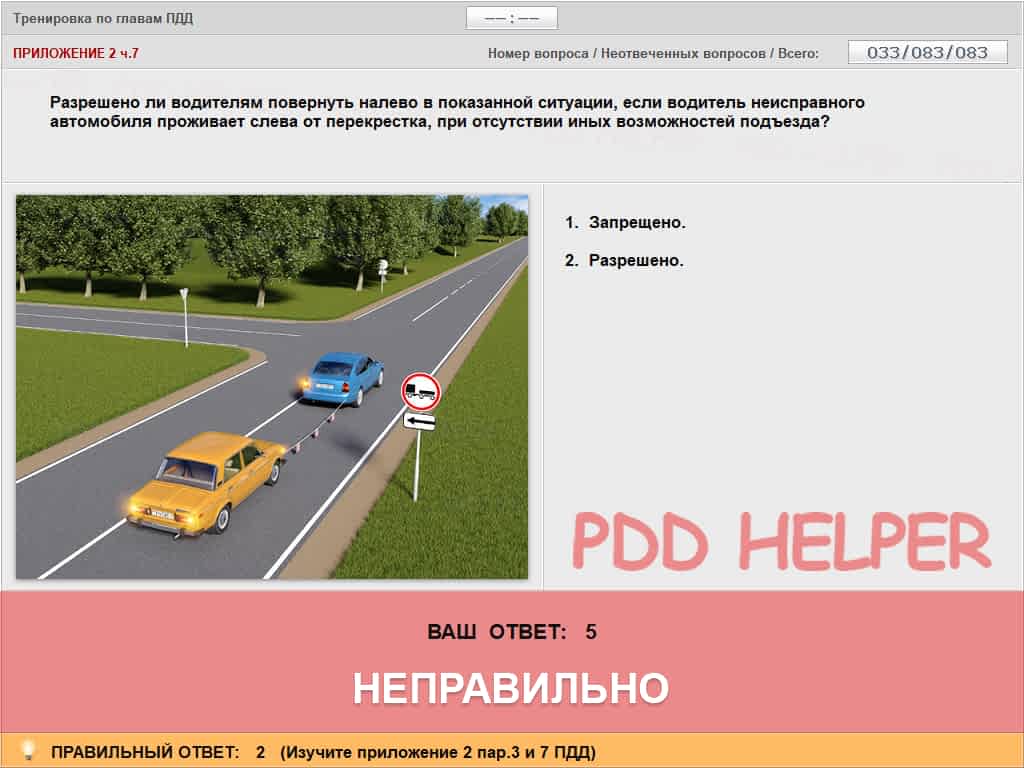 Тренировка по главам ПДД
—— : ——
ПРИЛОЖЕНИЕ 2 ч.7
Номер вопроса / Неотвеченных вопросов / Всего:
033/083/083
Разрешено ли водителям повернуть налево в показанной ситуации, если водитель неисправного
автомобиля проживает слева от перекрестка, при отсутствии иных возможностей подъезда?
1. Запрещено.
2. Разрешено.
PDD HELPER
ВАШ ОТВЕТ: 5
НЕПРАВИЛЬНО
ПРАВИЛЬНЫЙ ОТВЕТ: 2 (Изучите приложение 2 пар.3 и 7 ПДД)